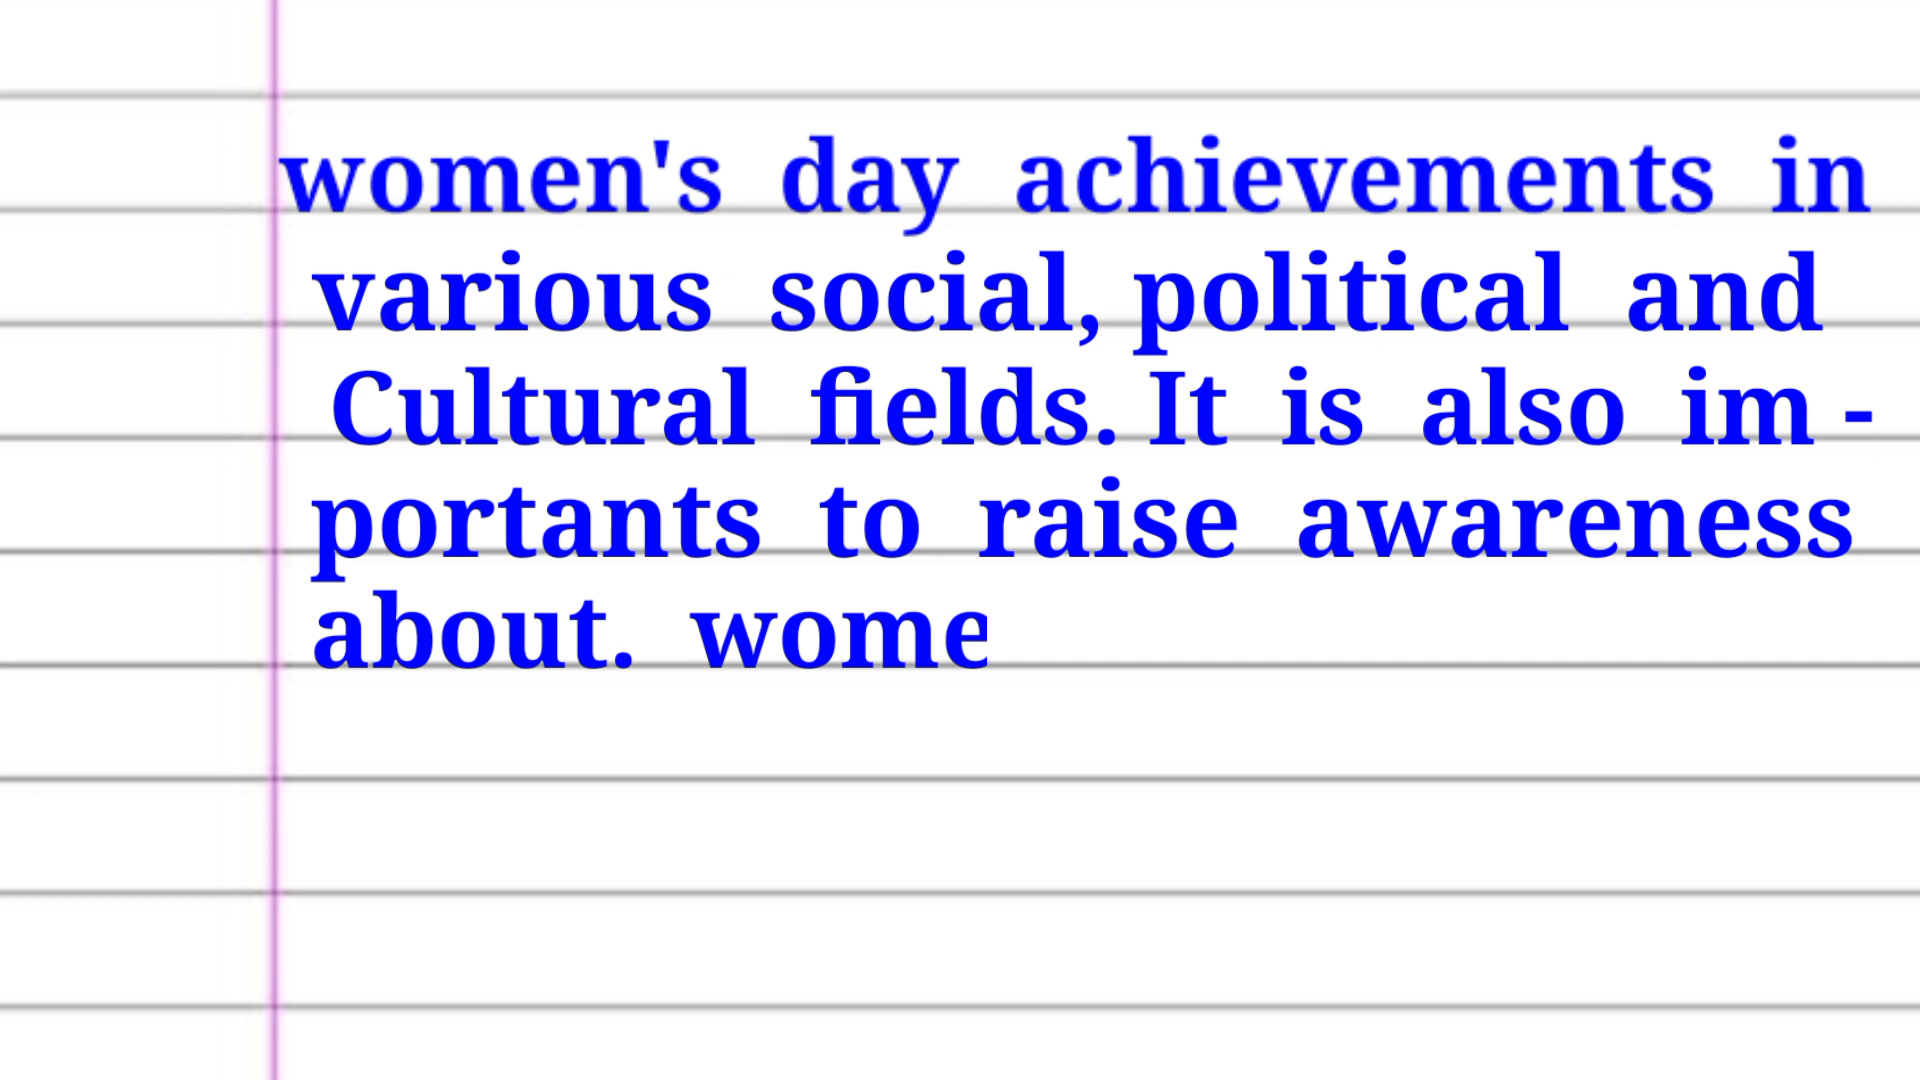 women's day achievements in
various social, political and
Cultural fields. It is also im -
portants to raise awareness
about. wome